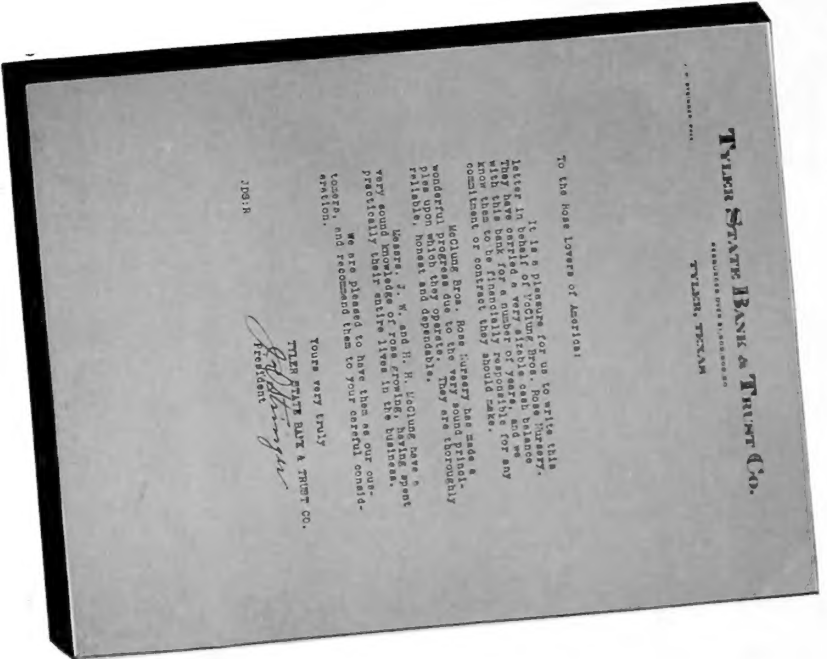 TYLER STATE BANK & TRUST CO.
RESOURCES OVER
TYLER, TEXAS
To the Rose Lovers of America:
It is a pleasure for us to write this
letter in behalf of McClung Bros. Rose Nursery.
They have carried a very sizable cash balance
with this bank for a number of years, and we
know them to be financially responsible for any
commitment or contract they should make.
McClung Bros. Rose Nursery has made a
wonderful progress due to the very sound princi-
ples upon which they operate. They are thoroughly
reliable, honest and dependable.
Messrs. J. W. and H. H. McClung have a
very sound knowledge of rose growing, having spent
practically their entire lives in the business.
We are pleased to have them as our cus-
tomers, and recommend them to your careful consid-
eration.
Yours very truly
TYLER STATE BANK & TRUST CO.
President
JDS:R